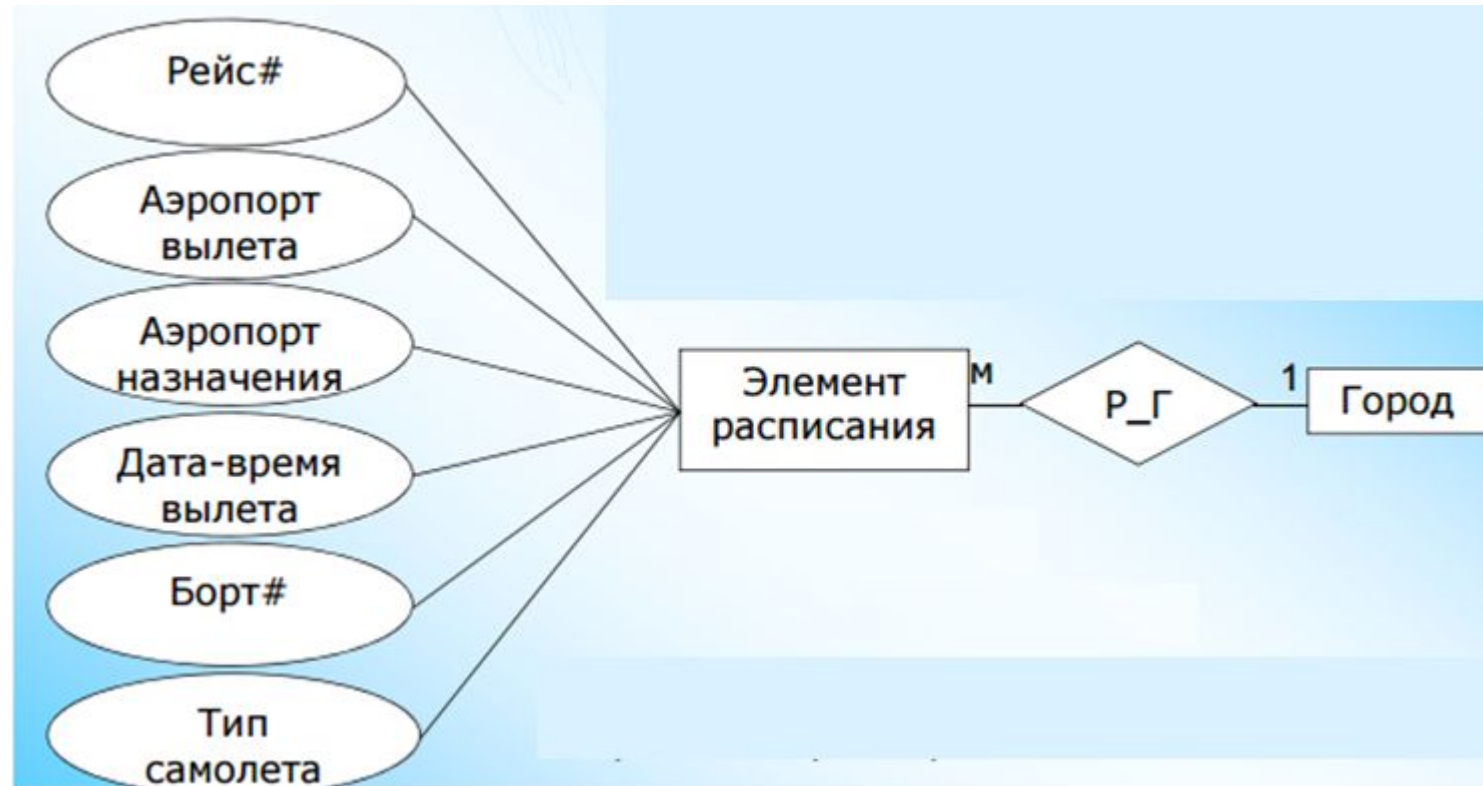 Рейс#
Аэропорт
вылета
Аэропорт
назначения
Дата-время
вылета
Борт#
Тип
самолета
Элемент
расписания
М
Р_Г
1
Город